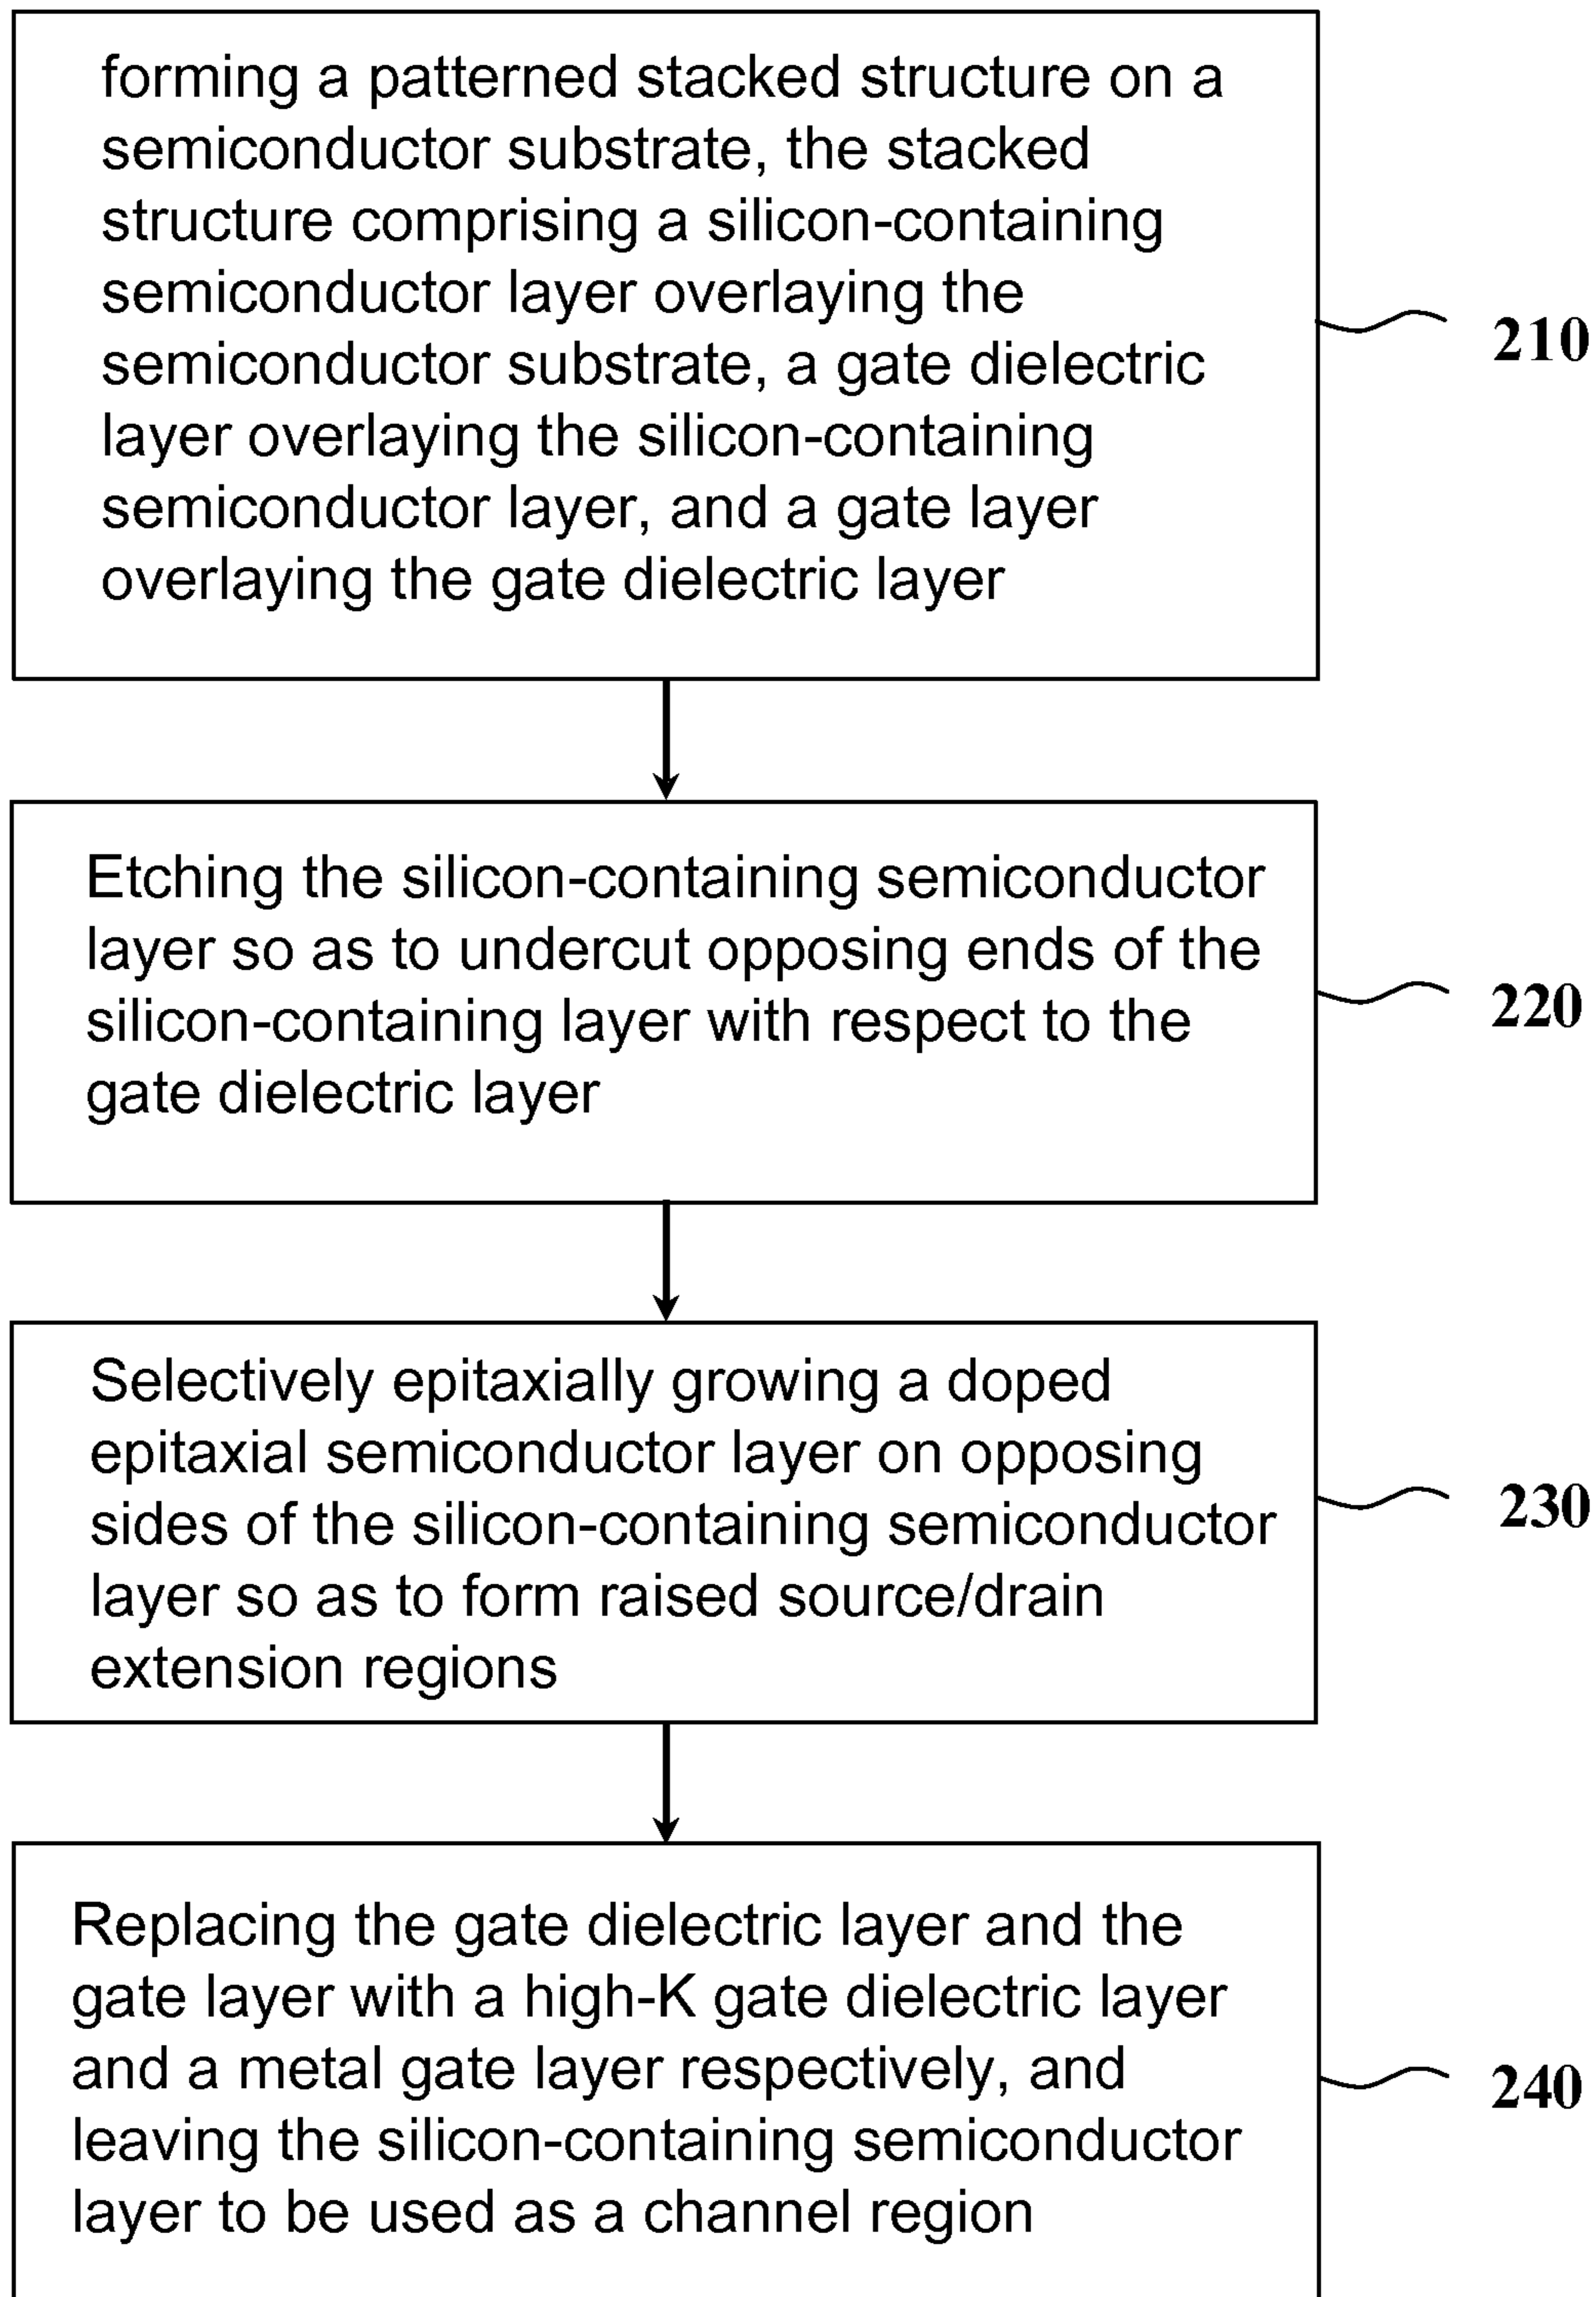 forming a patterned stacked structure on a
semiconductor substrate, the stacked
structure comprising a silicon-containing
semiconductor layer overlaying the
semiconductor substrate, a gate dielectric
layer overlaying the silicon-containing
semiconductor layer, and a gate layer
overlaying the gate dielectric layer
210
Etching the silicon-containing semiconductor
layer so as to undercut opposing ends of the
silicon-containing layer with respect to the
gate dielectric layer
220
Selectively epitaxially growing a doped
epitaxial semiconductor layer on opposing
sides of the silicon-containing semiconductor
layer so as to form raised source/drain
extension regions
230
Replacing the gate dielectric layer and the
gate layer with a high-K gate dielectric layer
and a metal gate layer respectively, and
leaving the silicon-containing semiconductor
layer to be used as a channel region
240